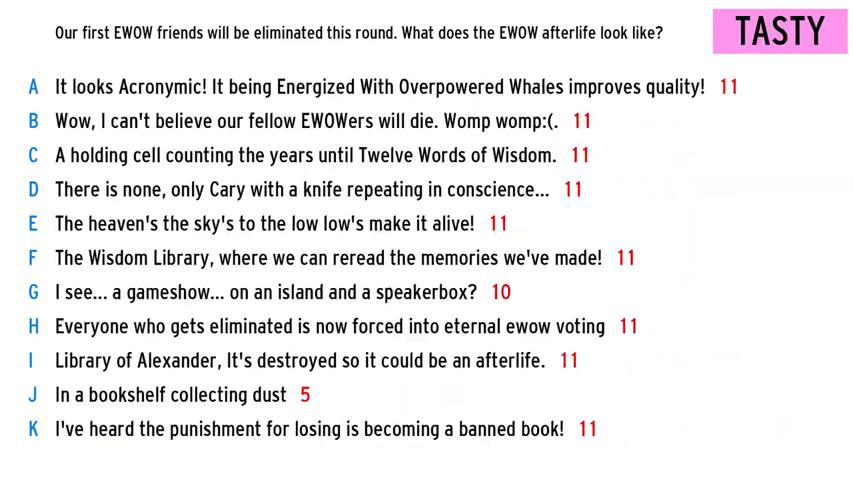 Our first EWOW friends will be eliminated this round. What does the EWOW afterlife look like?
TASTY
A It looks Acronymic! It being Energized With Overpowered Whales improves quality! 11
B Wow, I can't believe our fellow EWOWers will die. Womp womp:(. 11
C A holding cell counting the years until Twelve Words of Wisdom. 11
D There is none, only Cary with a knife repeating in conscience... 11
E The heaven's the sky's to the low low's make it alive! 11
F The Wisdom Library, where we can reread the memories we've made! 11
G I see... a gameshow... on an island and a speakerbox? 10
H Everyone who gets eliminated is now forced into eternal ewow voting 11
I Library of Alexander, It's destroyed so it could be an afterlife. 11
J In a bookshelf collecting dust 5
K I've heard the punishment for losing is becoming a banned book! 11